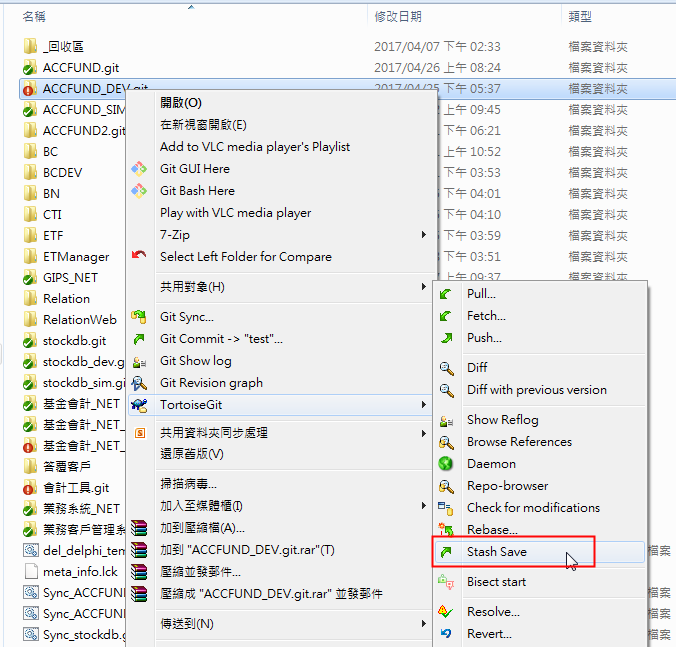 名稱 修改日期 類型
_回收區 2017/04/07 下午 02:33 檔案資料夾
ACCFUND.git 2017/04/26 上午 08:24 檔案資料夾
ACCFUND_DEV.git 2017/04/25 下午 05:37 檔案資料夾
ACCFUND_SIM 上午 09:45 檔案資料夾
ACCFUND2.git 上午 06:21 檔案資料夾
BC 上午 10:52 檔案資料夾
BCDEV 下午 03:53 檔案資料夾
BN 下午 04:01 檔案資料夾
CTI 下午 04:10 檔案資料夾
ETF 下午 03:59 檔案資料夾
ETManager 下午 03:51 檔案資料夾
GIPS_NET 上午 09:37 檔案資料夾
Relation
RelationWeb
stockdb.git
stockdb_dev.g
stockdb_sim.gi
基金會計_NET
基金會計_NET_
基金會計_NET_
答覆客戶
會計工具.git
業務系統_NET
業務客戶管理系
del_delphi_tem 檔案
meta_info.lck
Sync_ACCFUN 檔案
Sync_ACCFUN 檔案
Sync_stockdb.g 檔案
開啟(O)
在新視窗開啟(E)
Add to VLC media player's Playlist
Git GUI Here
Git Bash Here
Play with VLC media player
7-Zip
Select Left Folder for Compare
共用對象(H)
Git Sync...
Git Commit -> "test"...
Git Show log
Git Revision graph
TortoiseGit
共用資料夾同步處理
還原舊版(V)
掃描病毒...
加入至媒體櫃(I)
加到壓縮檔(A)...
加到 "ACCFUND_DEV.git.rar"(T)
壓縮並發郵件...
壓縮成 "ACCFUND_DEV.git.rar" 並發郵件
傳送到(N)
Pull...
Fetch...
Push...
Diff
Diff with previous version
Show Reflog
Browse References
Daemon
Repo-browser
Check for modifications
Rebase...
Stash Save
Bisect start
Resolve...
Revert...